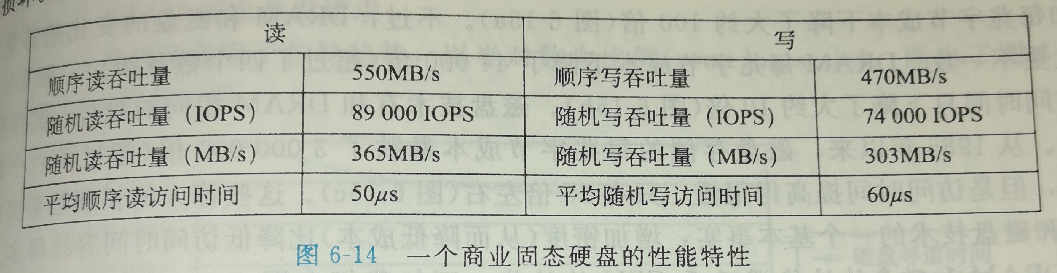 损坏。
读 写
顺序读吞吐量 550MB/s 顺序写吞吐量 470MB/s
随机读吞吐量（IOPS） 89 000 IOPS 随机写吞吐量（IOPS） 74 000 IOPS
随机读吞吐量（MB/s） 365MB/s 随机写吞吐量（MB/s） 303MB/s
平均顺序读访问时间 50μs 平均随机写访问时间 60μs
图 6-14 一个商业固态硬盘的性能特性